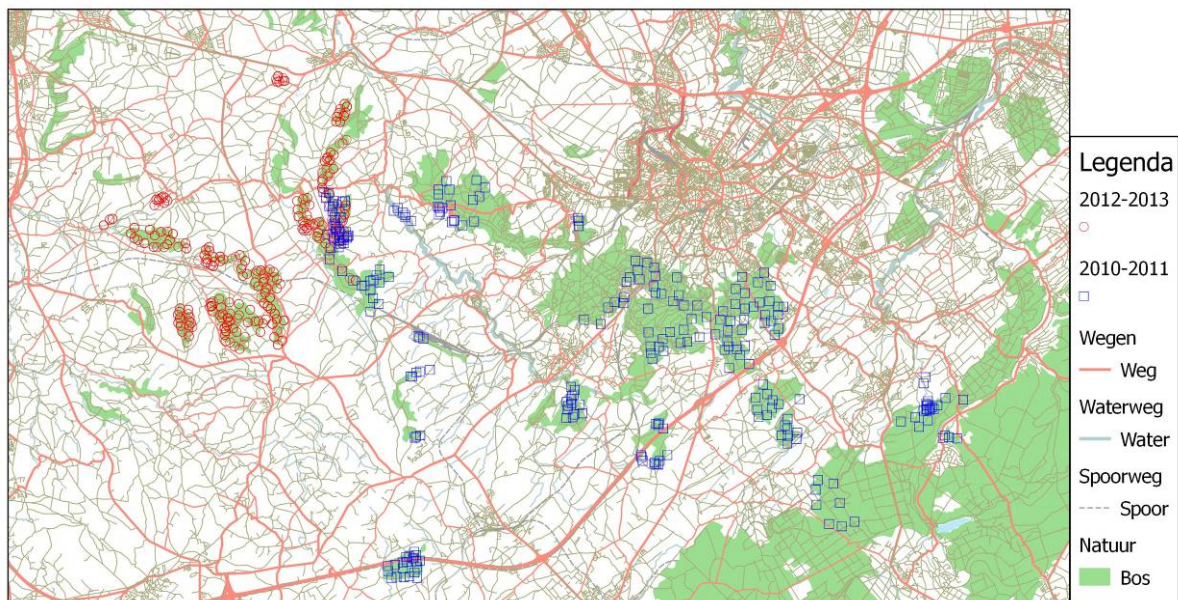 Legenda
2012-2013
2010-2011
Wegen
Weg
Waterweg
Water
Spoorweg
Spoor
Natuur
Bos